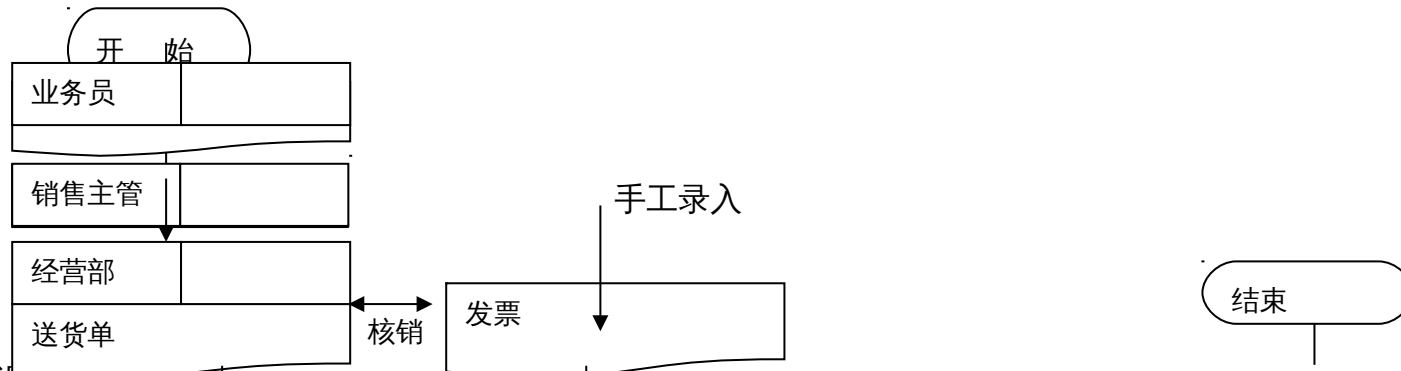 开 始
业务员
销售主管
手工录入
经营部
结束
发票
送货单
核销